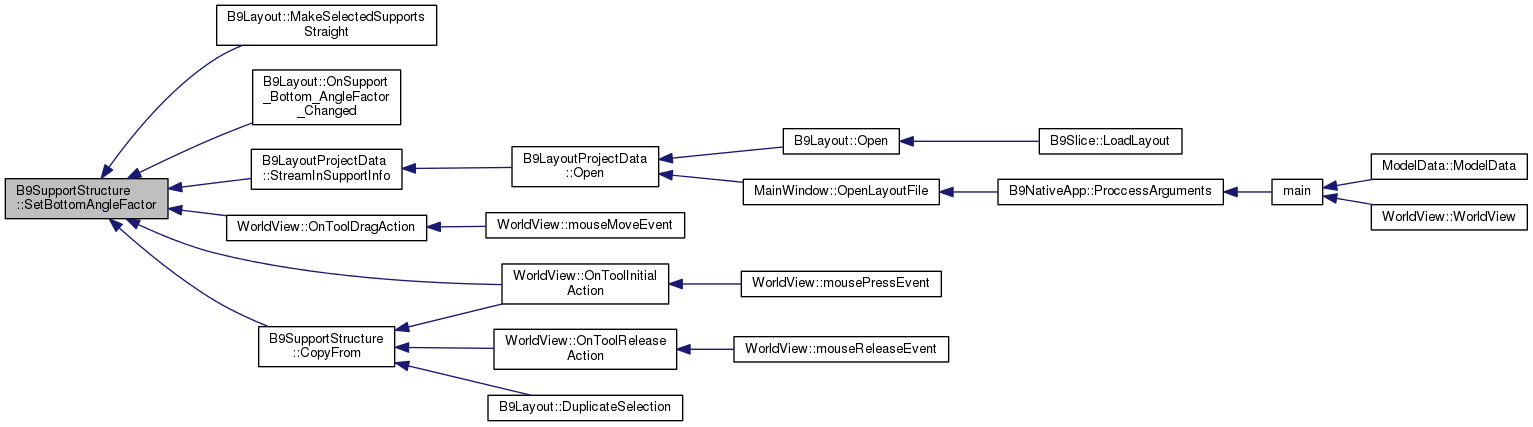 B9Layout::MakeSelectedSupports
Straight
B9Layout::OnSupport
_Bottom_AngleFactor
_Changed
B9LayoutProjectData
::StreamInSupportInfo
B9SupportStructure
::SetBottomAngleFactor
WorldView::OnToolDragAction
WorldView::mouseMoveEvent
B9LayoutProjectData
::Open
B9Layout::Open
B9Slice::LoadLayout
MainWindow::OpenLayoutFile
B9NativeApp::ProccessArguments
main
ModelData::ModelData
WorldView::WorldView
WorldView::OnToolInitial
Action
WorldView::mousePressEvent
B9SupportStructure
::CopyFrom
WorldView::OnToolRelease
Action
WorldView::mouseReleaseEvent
B9Layout::DuplicateSelection